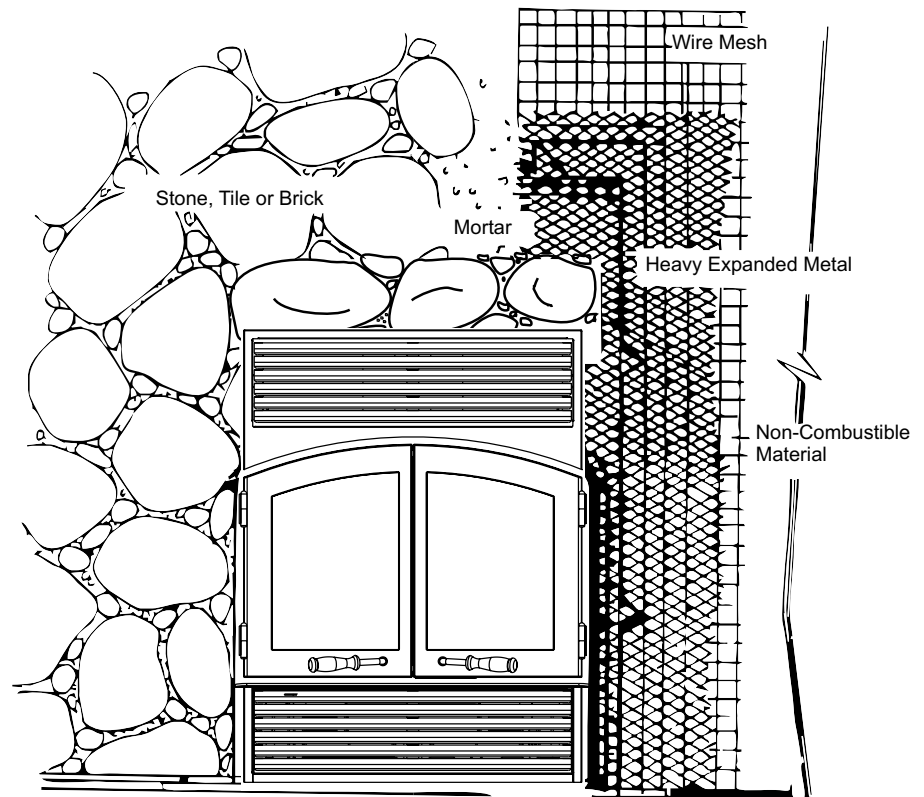 Wire Mesh
Stone, Tile or Brick
Mortar
Heavy Expanded Metal
Non-Combustible
Material